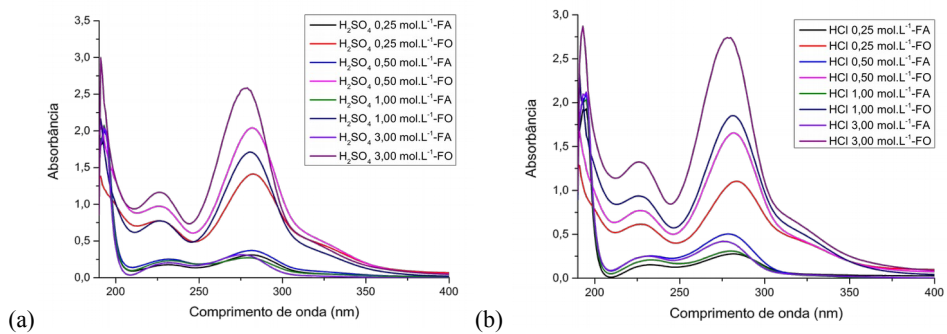 3,5
3,0
2,5
2,0
1,5
1,0
0,5
0,0
Absorbância
H₂SO₄ 0,25 mol.L⁻¹-FA
H₂SO₄ 0,25 mol.L⁻¹-FO
H₂SO₄ 0,50 mol.L⁻¹-FA
H₂SO₄ 0,50 mol.L⁻¹-FO
H₂SO₄ 1,00 mol.L⁻¹-FA
H₂SO₄ 1,00 mol.L⁻¹-FO
H₂SO₄ 3,00 mol.L⁻¹-FA
H₂SO₄ 3,00 mol.L⁻¹-FO
200 250 300 350 400
Comprimento de onda (nm)
(a)
3,0
2,5
2,0
1,5
1,0
0,5
0,0
Absorbância
HCl 0,25 mol.L⁻¹-FA
HCl 0,25 mol.L⁻¹-FO
HCl 0,50 mol.L⁻¹-FA
HCl 0,50 mol.L⁻¹-FO
HCl 1,00 mol.L⁻¹-FA
HCl 1,00 mol.L⁻¹-FO
HCl 3,00 mol.L⁻¹-FA
HCl 3,00 mol.L⁻¹-FO
200 250 300 350 400
Comprimento de onda (nm)
(b)